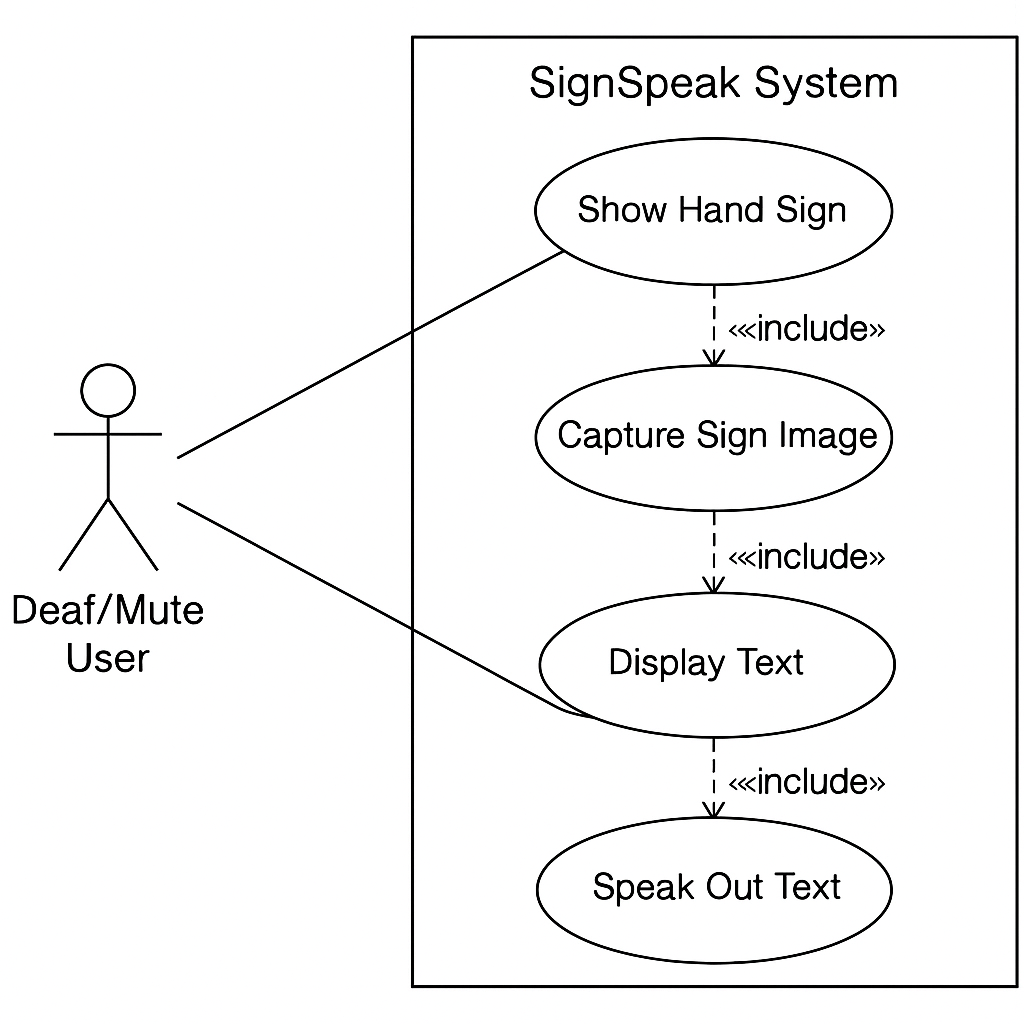 SignSpeak System
Show Hand Sign
«‹include»
Capture Sign Image
«‹include»
Deaf/Mute
User
Display Text
«‹include»
Speak Out Text